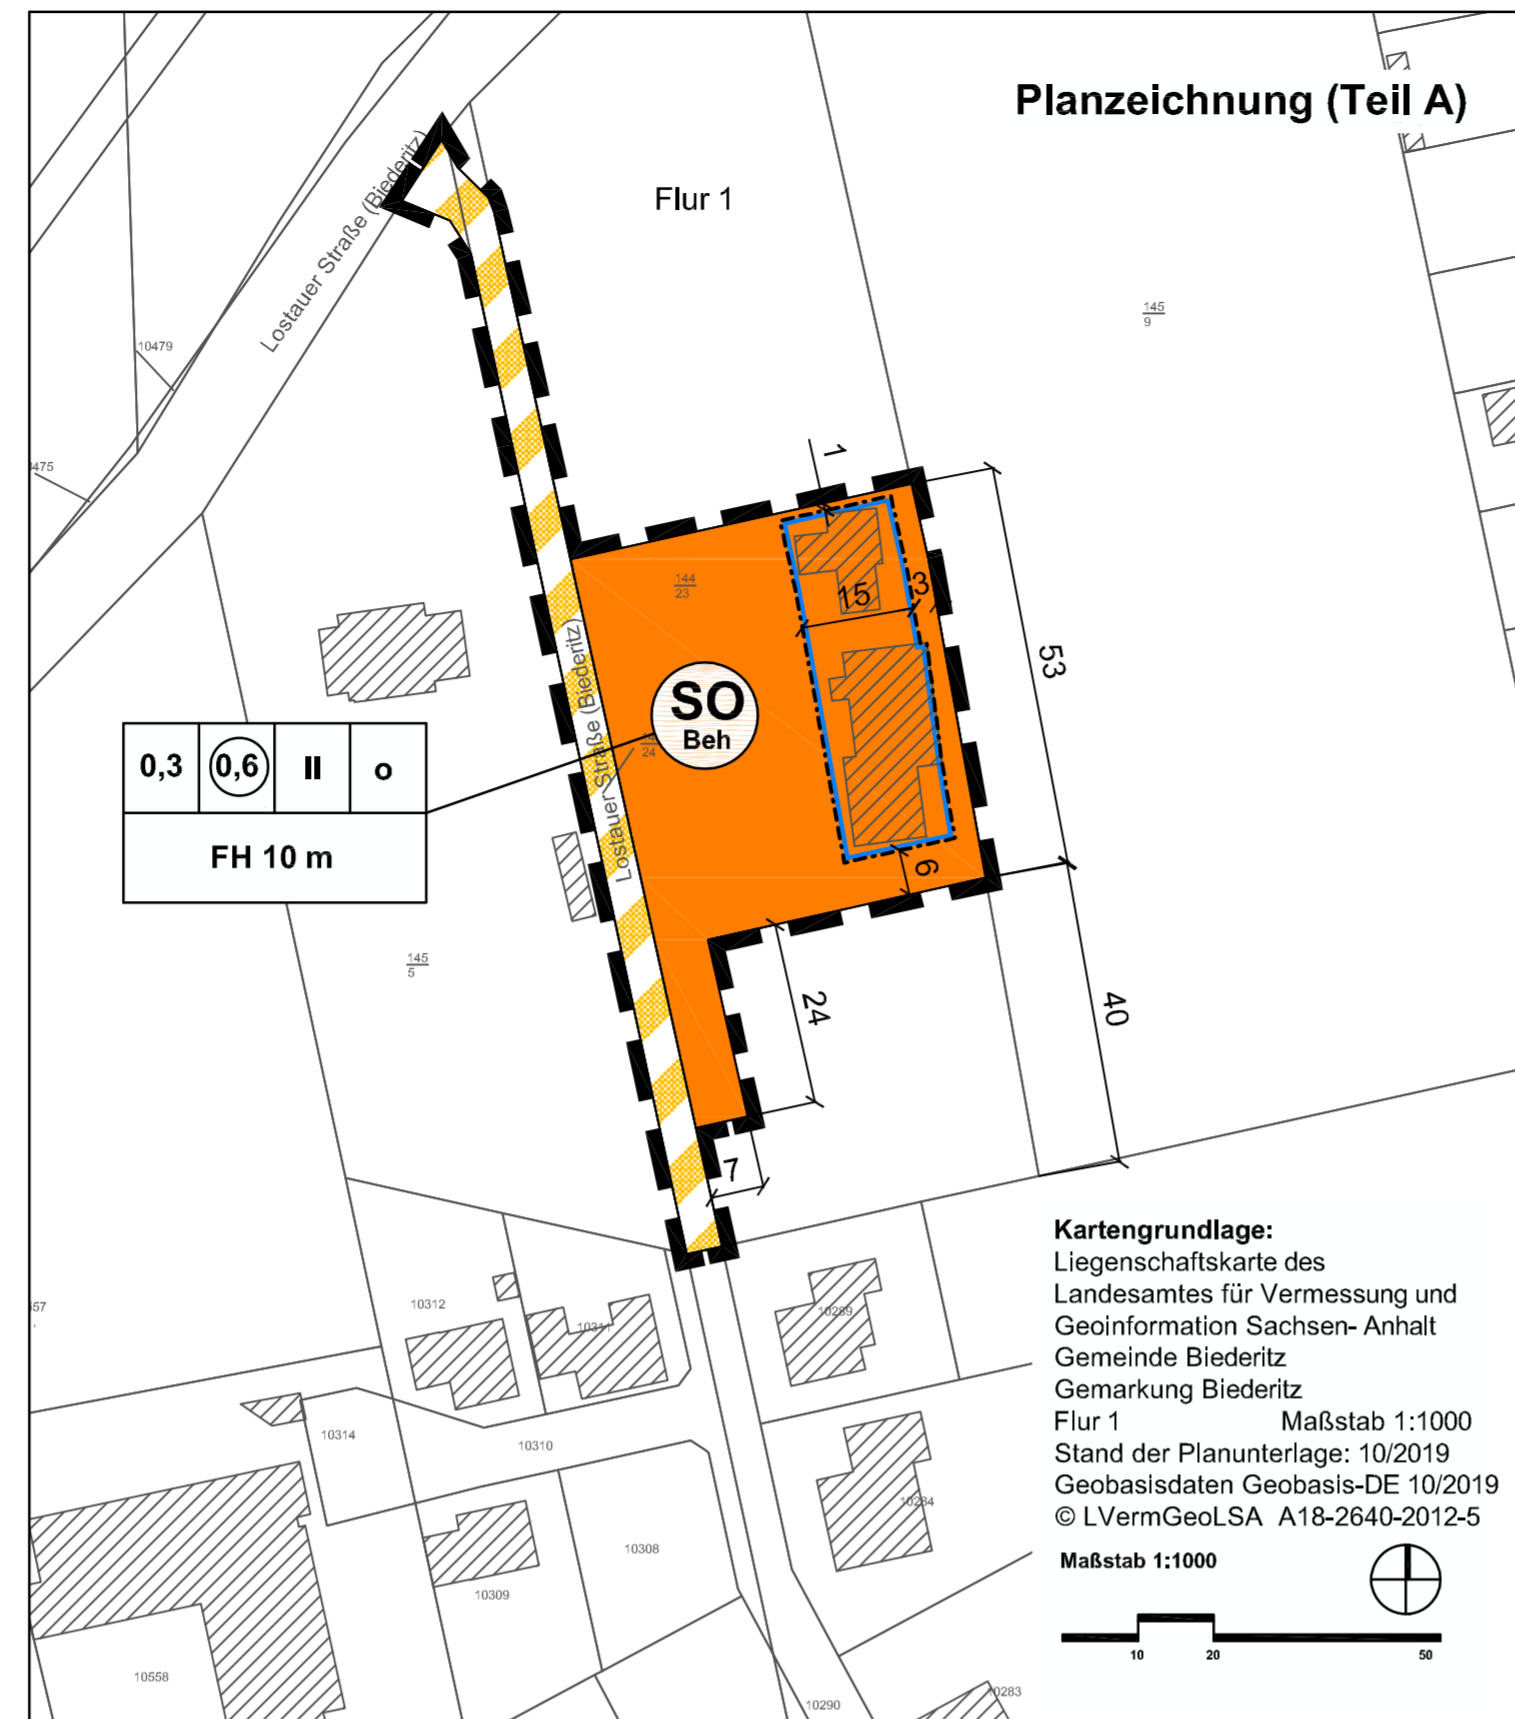 Planzeichnung (Teil A)
Lostauer Straße (Biederitz)
Flur 1
145
9
10479
475
1
144
23
15
3
53
SO
Beh
24
Lostauer Straße (Biederitz)
0,3 0,6 II o
FH 10 m
6
145
5
24
40
7
Kartengrundlage:
Liegenschaftskarte des
Landesamtes für Vermessung und
Geoinformation Sachsen- Anhalt
Gemeinde Biederitz
Gemarkung Biederitz
Flur 1 Maßstab 1:1000
Stand der Planunterlage: 10/2019
Geobasisdaten Geobasis-DE 10/2019
© LVermGeoLSA A18-2640-2012-5
Maßstab 1:1000
10 20 50
557
10312
10311
10289
10314
10310
10284
10308
10309
10558
10290
10283